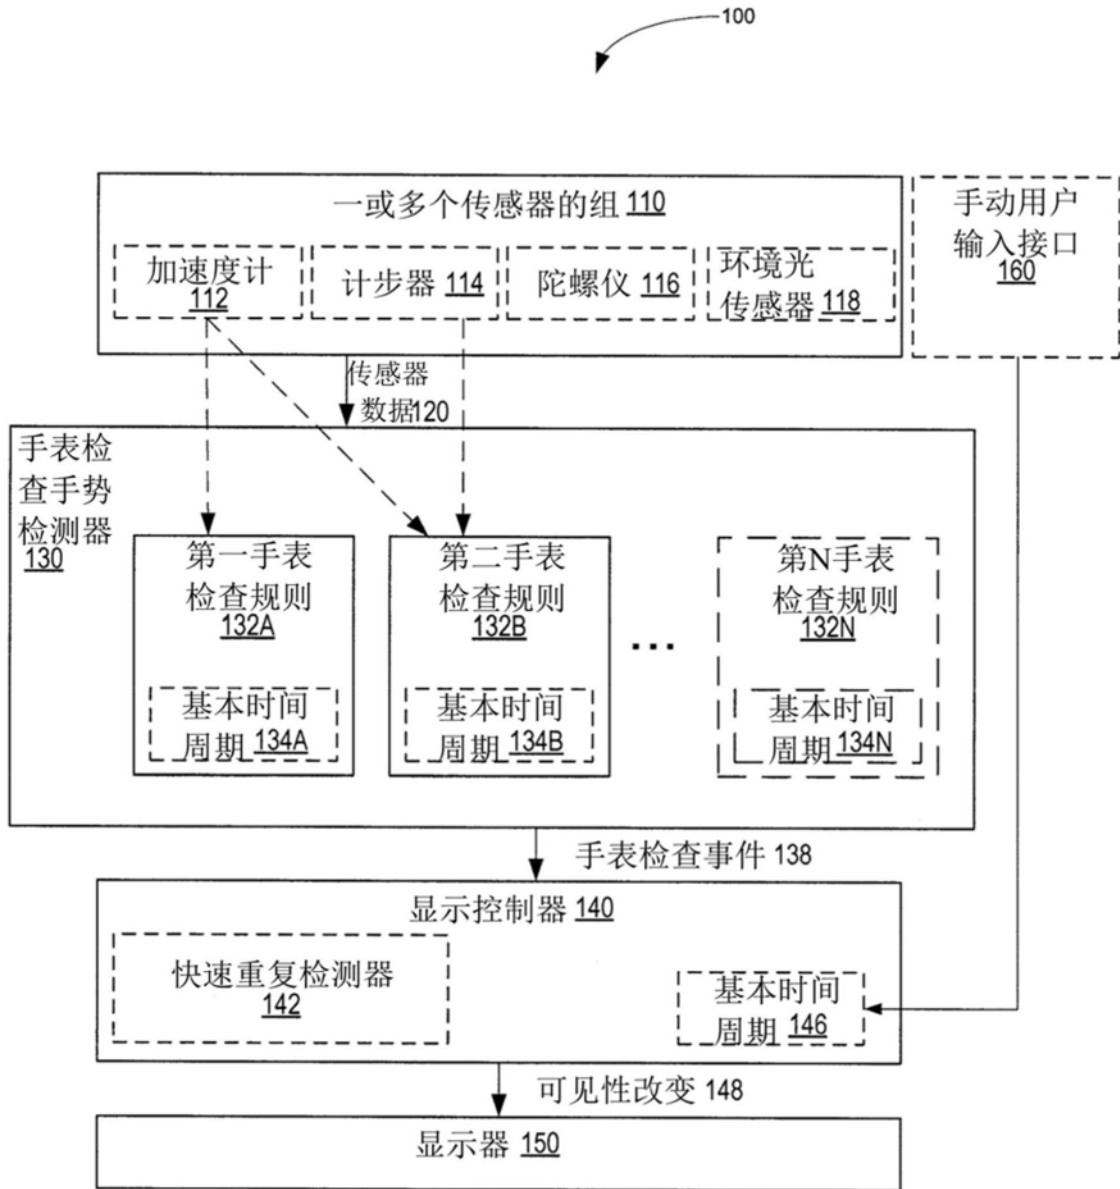 100
一或多个传感器的组 110
加速度计
112
计步器 114
陀螺仪 116
环境光
传感器 118
手动用户
输入接口
160
传感器
数据120
手表检
查手势
检测器
130
第一手表
检查规则
132A
基本时间
周期 134A
第二手表
检查规则
132B
基本时间
周期 134B
...
第N手表
检查规则
132N
基本时间
周期 134N
手表检查事件 138
显示控制器 140
快速重复检测器
142
基本时间
周期 146
可见性改变 148
显示器 150